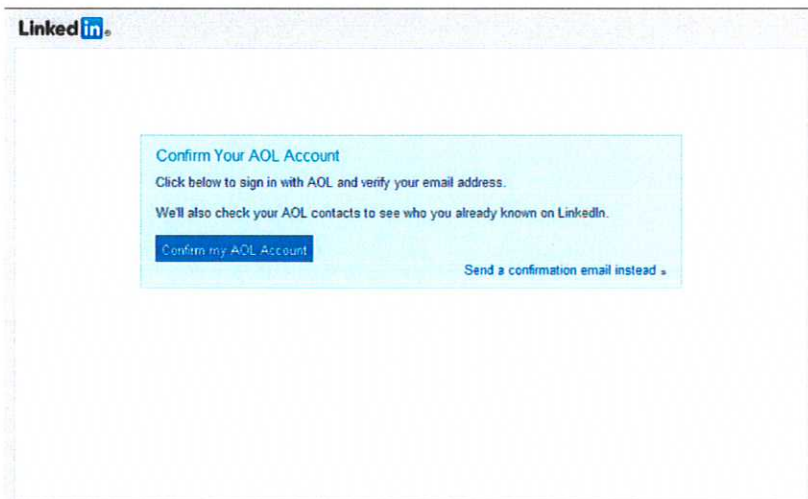 Linked in®
Confirm Your AOL Account
Click below to sign in with AOL and verify your email address.
We'll also check your AOL contacts to see who you already known on LinkedIn.
Confirm my AOL Account
Send a confirmation email instead »